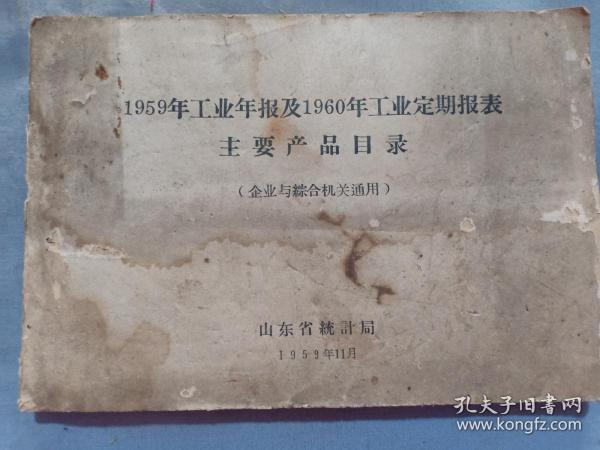 1959年工业年报及1960年工业定期报表
主要产品目录
（企业与綜合机关通用）
山东省統計局
1959年11月
孔夫子旧書网
www.kongfz.com